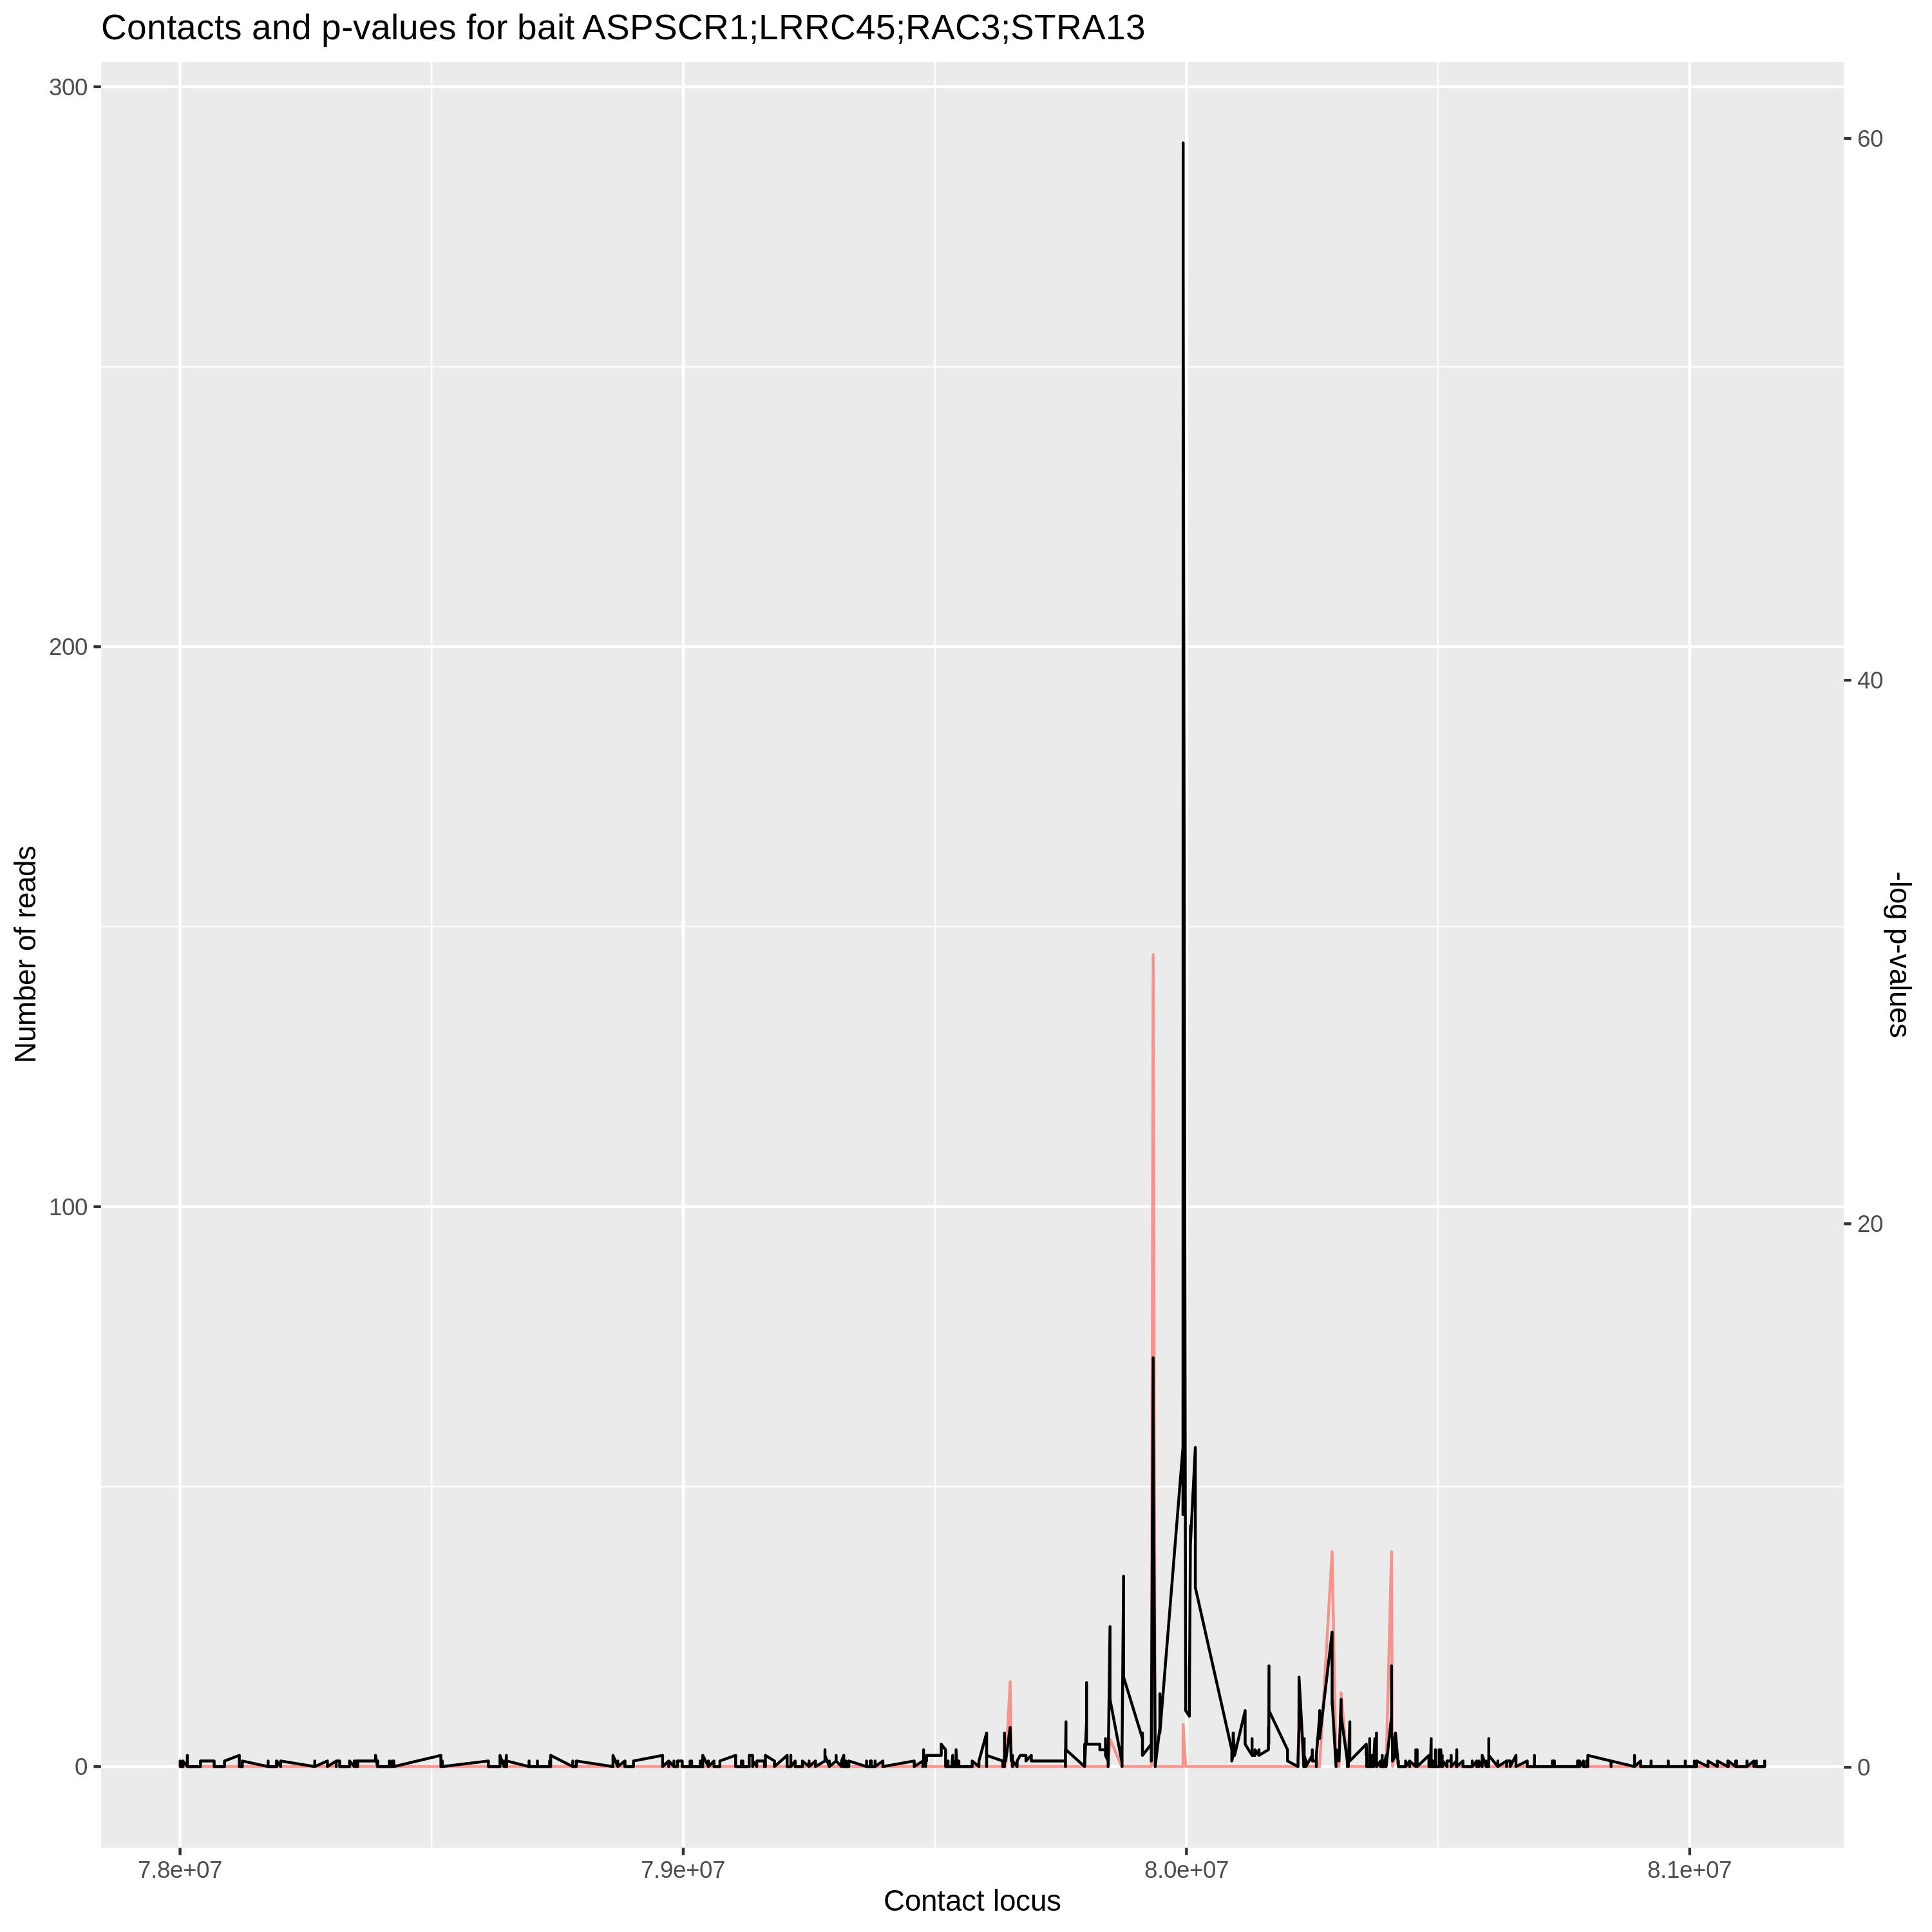 Contacts and p-values for bait ASPSCR1;LRRC45;RAC3;STRA13
300
200
100
0
Number of reads
60
40
20
0
-log p-values
7.8e+07
7.9e+07
8.0e+07
8.1e+07
Contact locus